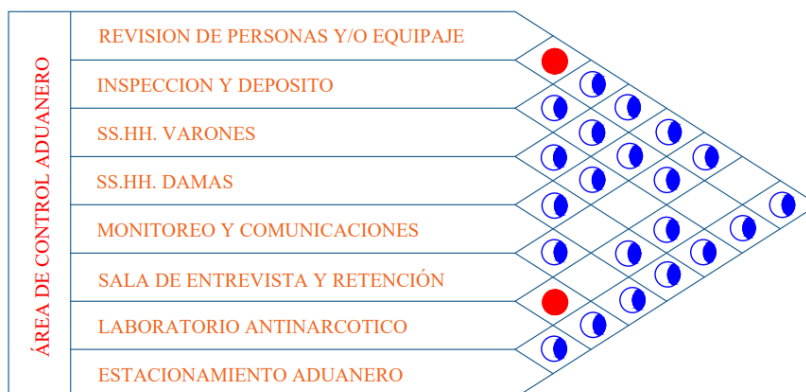 ÁREA DE CONTROL ADUANERO
REVISION DE PERSONAS Y/O EQUIPAJE
INSPECCION Y DEPOSITO
SS.HH. VARONES
SS.HH. DAMAS
MONITOREO Y COMUNICACIONES
SALA DE ENTREVISTA Y RETENCIÓN
LABORATORIO ANTINARCOTICO
ESTACIONAMIENTO ADUANERO